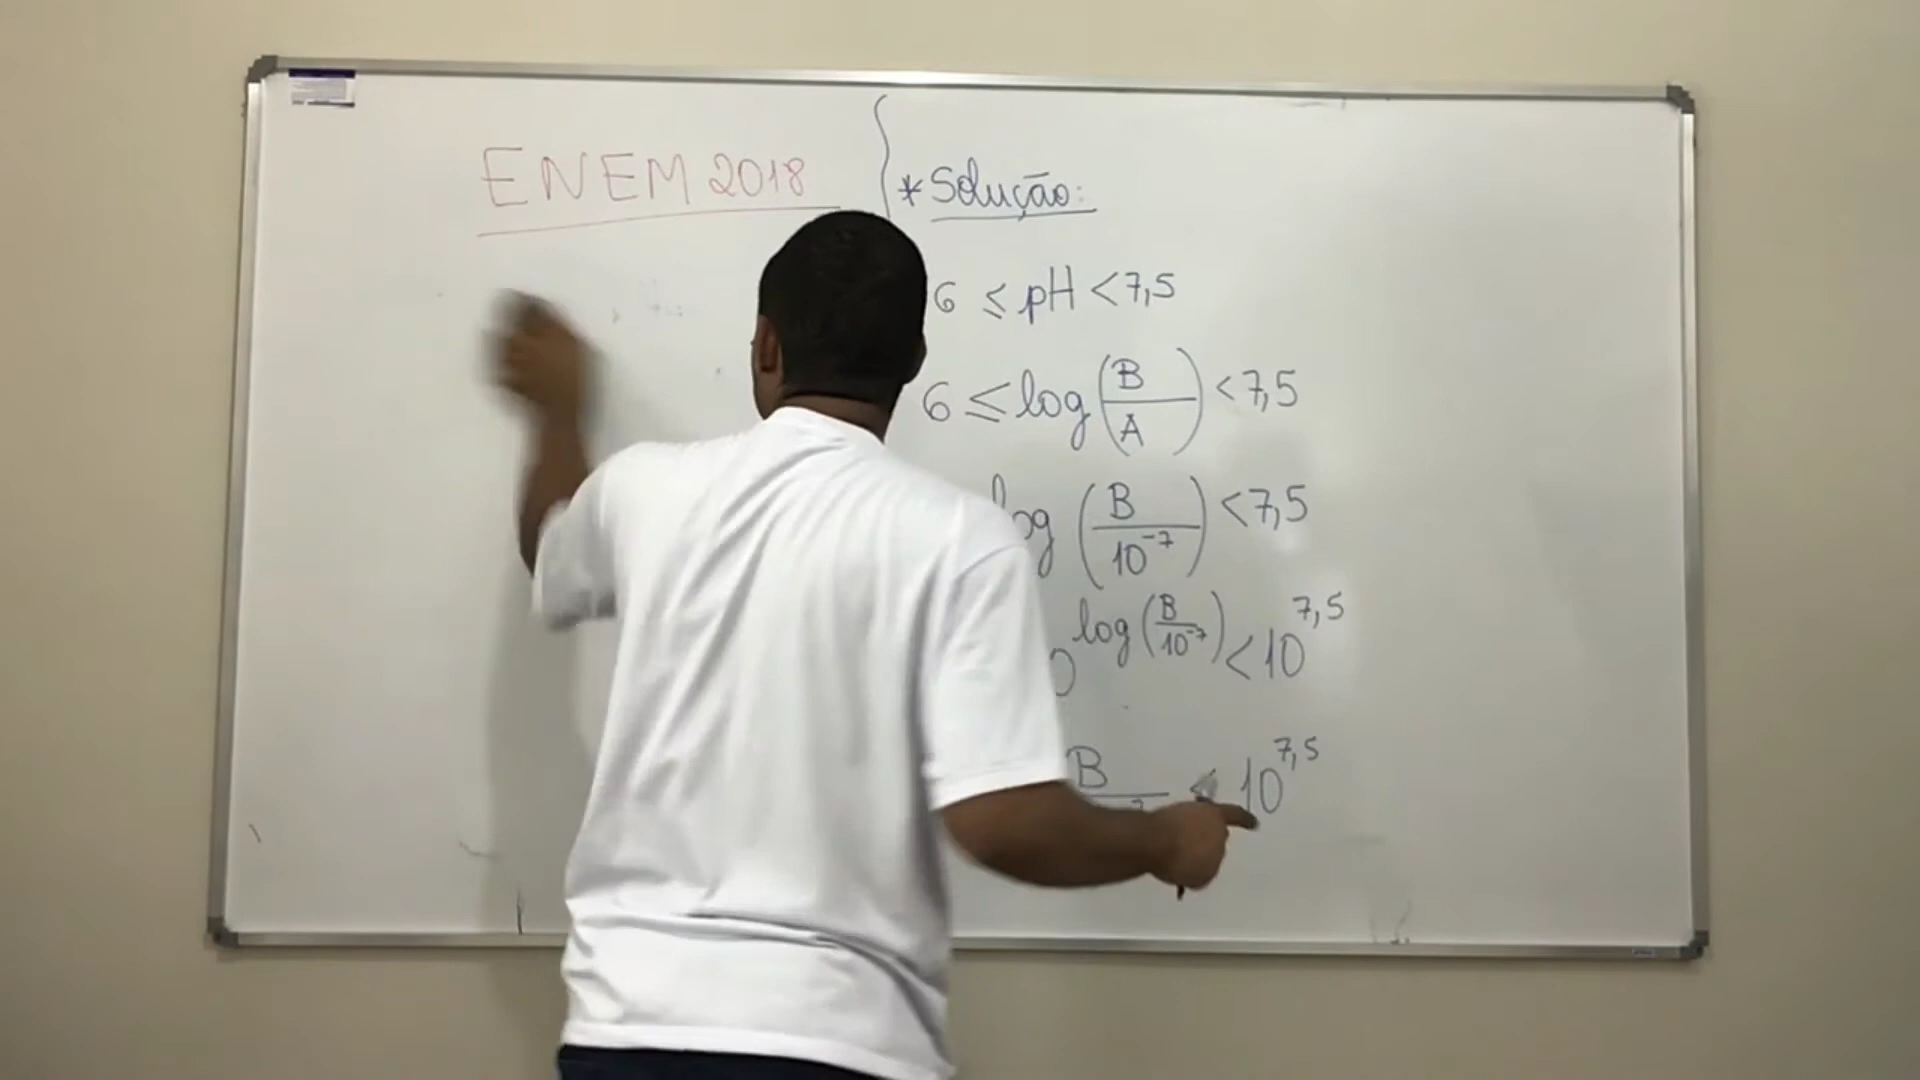 ENEM 2018
* Solução:
6 ≤ pH < 7,5
6 ≤ log (B/A) < 7,5
log (B/10⁻⁷) < 7,5
log(B/10⁻⁷) < 10^7,5
B < 10^7,5